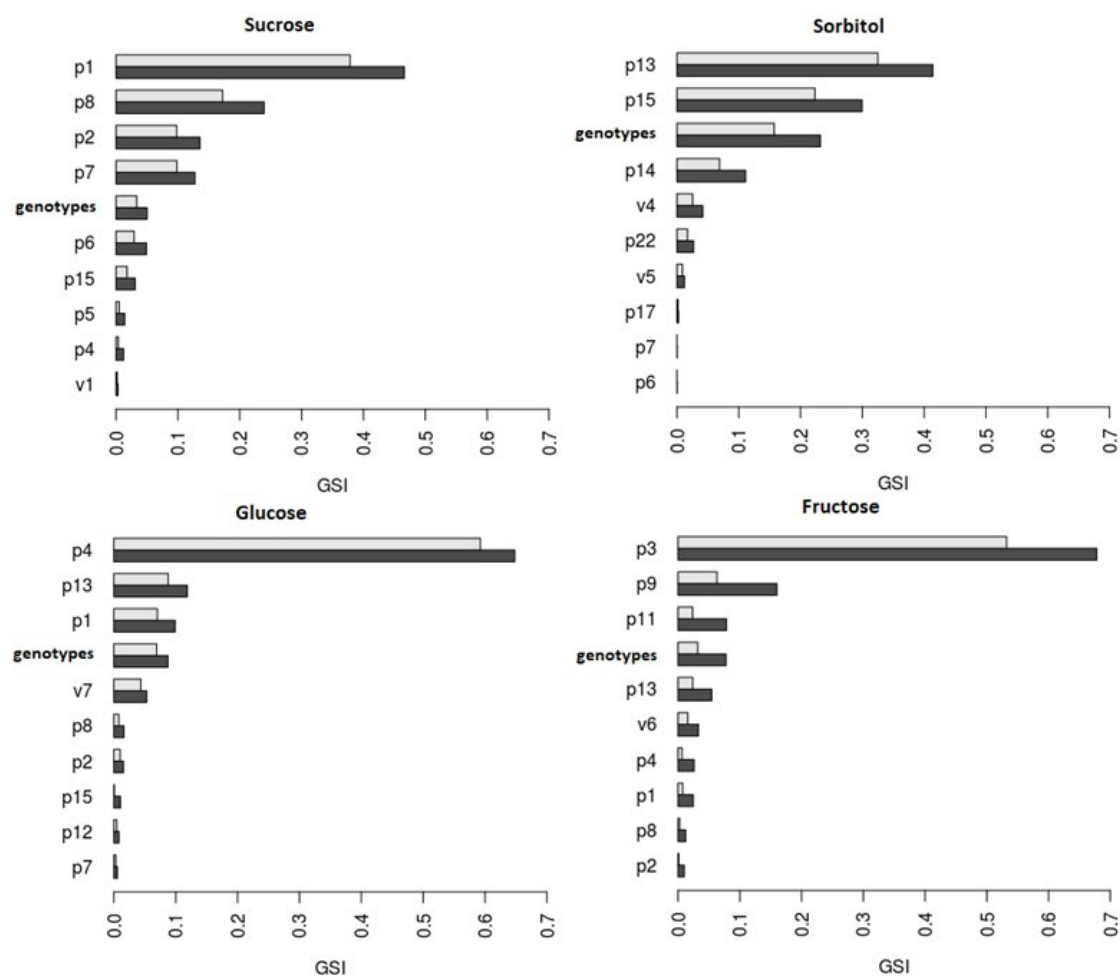 Sucrose
p1
p8
p2
p7
genotypes
p6
p15
p5
p4
v1
0.0 0.1 0.2 0.3 0.4 0.5 0.6 0.7
GSI
Sorbitol
p13
p15
genotypes
p14
v4
p22
v5
p17
p7
p6
0.0 0.1 0.2 0.3 0.4 0.5 0.6 0.7
GSI
Glucose
p4
p13
p1
genotypes
v7
p8
p2
p15
p12
p7
0.0 0.1 0.2 0.3 0.4 0.5 0.6 0.7
GSI
Fructose
p3
p9
p11
genotypes
p13
v6
p4
p1
p8
p2
0.0 0.1 0.2 0.3 0.4 0.5 0.6 0.7
GSI